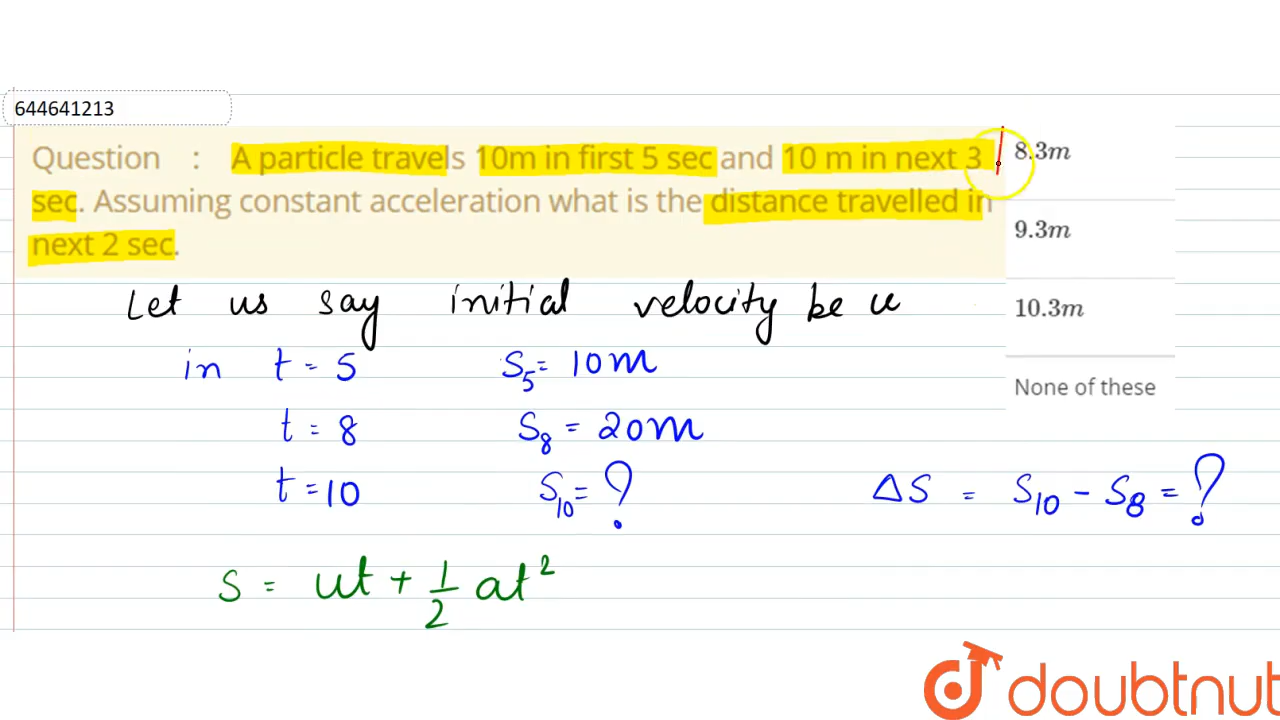 644641213
Question : A particle travels 10m in first 5 sec and 10 m in next 3
sec. Assuming constant acceleration what is the distance travelled in
next 2 sec.
8.3m
9.3m
10.3m
None of these
Let us say initial velocity be u
in t = 5 S₅ = 10m
t = 8 S₈ = 20m
t = 10 S₁₀ = ? ΔS = S₁₀ - S₈ = ?
S = ut + 1/2 at²
doubtnut